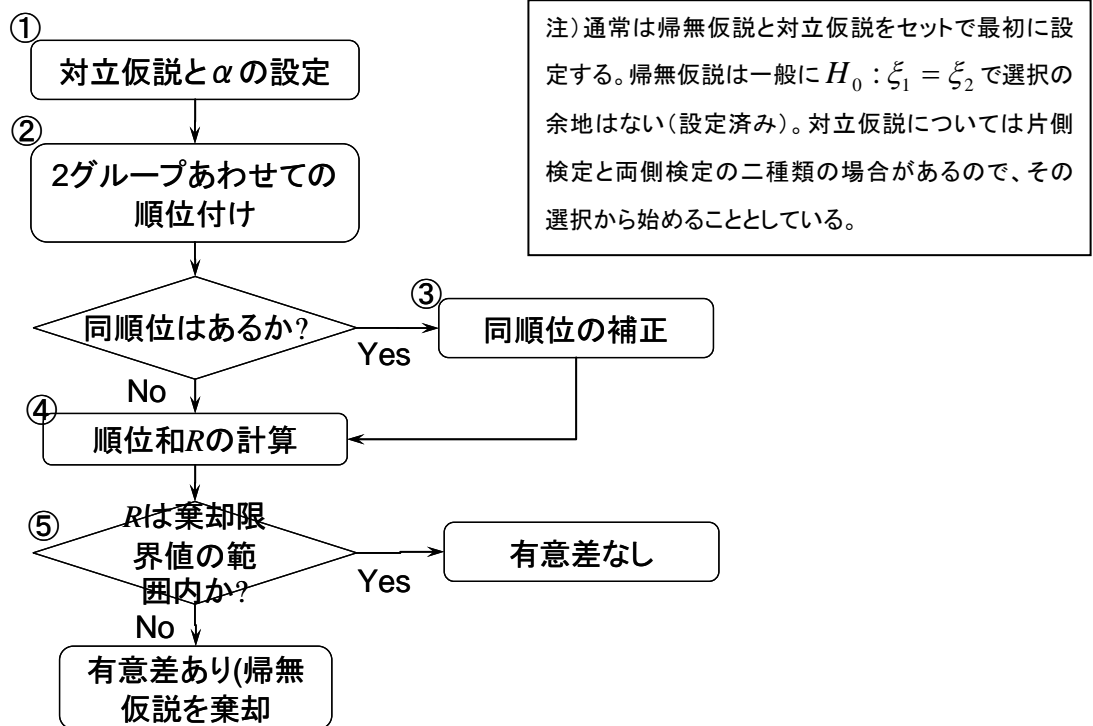 ①
対立仮説とαの設定
注）通常は帰無仮説と対立仮説をセットで最初に設
定する。帰無仮説は一般に H₀ : ξ₁ = ξ₂ で選択の
余地はない（設定済み）。対立仮説については片側
検定と両側検定の二種類の場合があるので、その
選択から始めることとしている。
②
2グループあわせての
順位付け
同順位はあるか?
Yes
③
同順位の補正
No
④
順位和Rの計算
⑤
Rは棄却限
界値の範
囲内か?
Yes
有意差なし
No
有意差あり(帰無
仮説を棄却